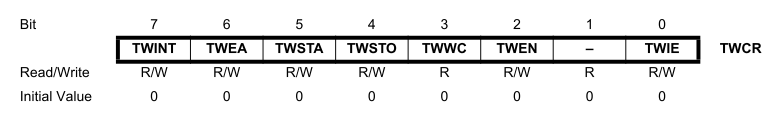 Bit 7 6 5 4 3 2 1 0
TWINT TWEA TWSTA TWSTO TWWC TWEN – TWIE TWCR
Read/Write R/W R/W R/W R/W R R/W R R/W
Initial Value 0 0 0 0 0 0 0 0